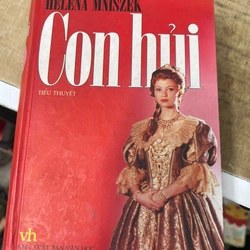 HELENA MNISZEK
Con hủi
TIỂU THUYẾT
vh